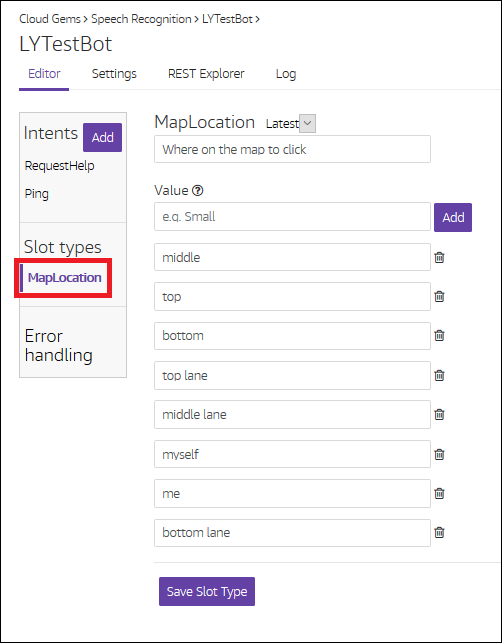 Cloud Gems > Speech Recognition > LYTestBot >
LYTestBot
Editor Settings REST Explorer Log
Intents Add
RequestHelp
Ping
Slot types
MapLocation
Error
handling
MapLocation Latest
Where on the map to click
Value ?
e.g. Small Add
middle
top
bottom
top lane
middle lane
myself
me
bottom lane
Save Slot Type